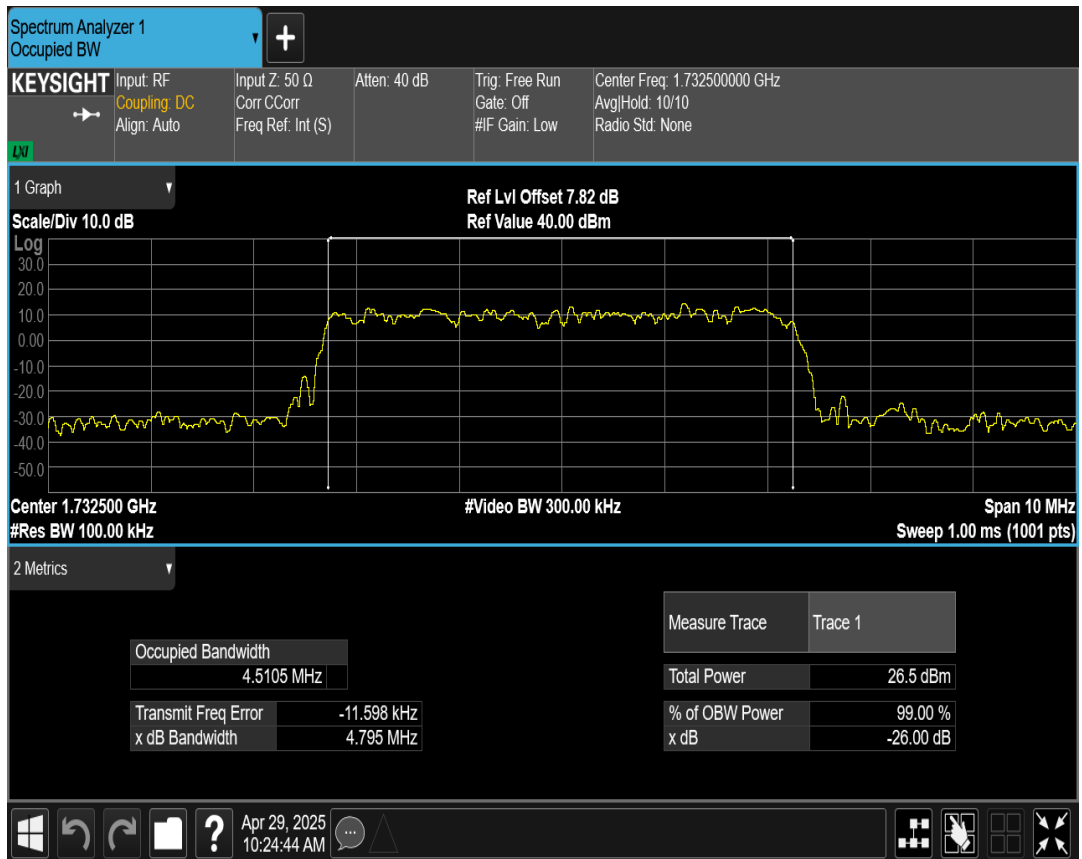 Spectrum Analyzer 1
Occupied BW
+
KEYSIGHT
LXI
Input: RF
Coupling: DC
Align: Auto
Input Z: 50 Ω
Corr CCorr
Freq Ref: Int (S)
Atten: 40 dB
Trig: Free Run
Gate: Off
#IF Gain: Low
Center Freq: 1.732500000 GHz
Avg|Hold: 10/10
Radio Std: None
1 Graph
Scale/Div 10.0 dB
Ref Lvl Offset 7.82 dB
Ref Value 40.00 dBm
Log
30.0
20.0
10.0
0.00
-10.0
-20.0
-30.0
-40.0
-50.0
Center 1.732500 GHz
#Video BW 300.00 kHz
Span 10 MHz
#Res BW 100.00 kHz
Sweep 1.00 ms (1001 pts)
2 Metrics
Measure Trace Trace 1
Occupied Bandwidth
4.5105 MHz
Total Power 26.5 dBm
Transmit Freq Error -11.598 kHz
% of OBW Power 99.00 %
x dB Bandwidth 4.795 MHz
x dB -26.00 dB
?
Apr 29, 2025
10:24:44 AM